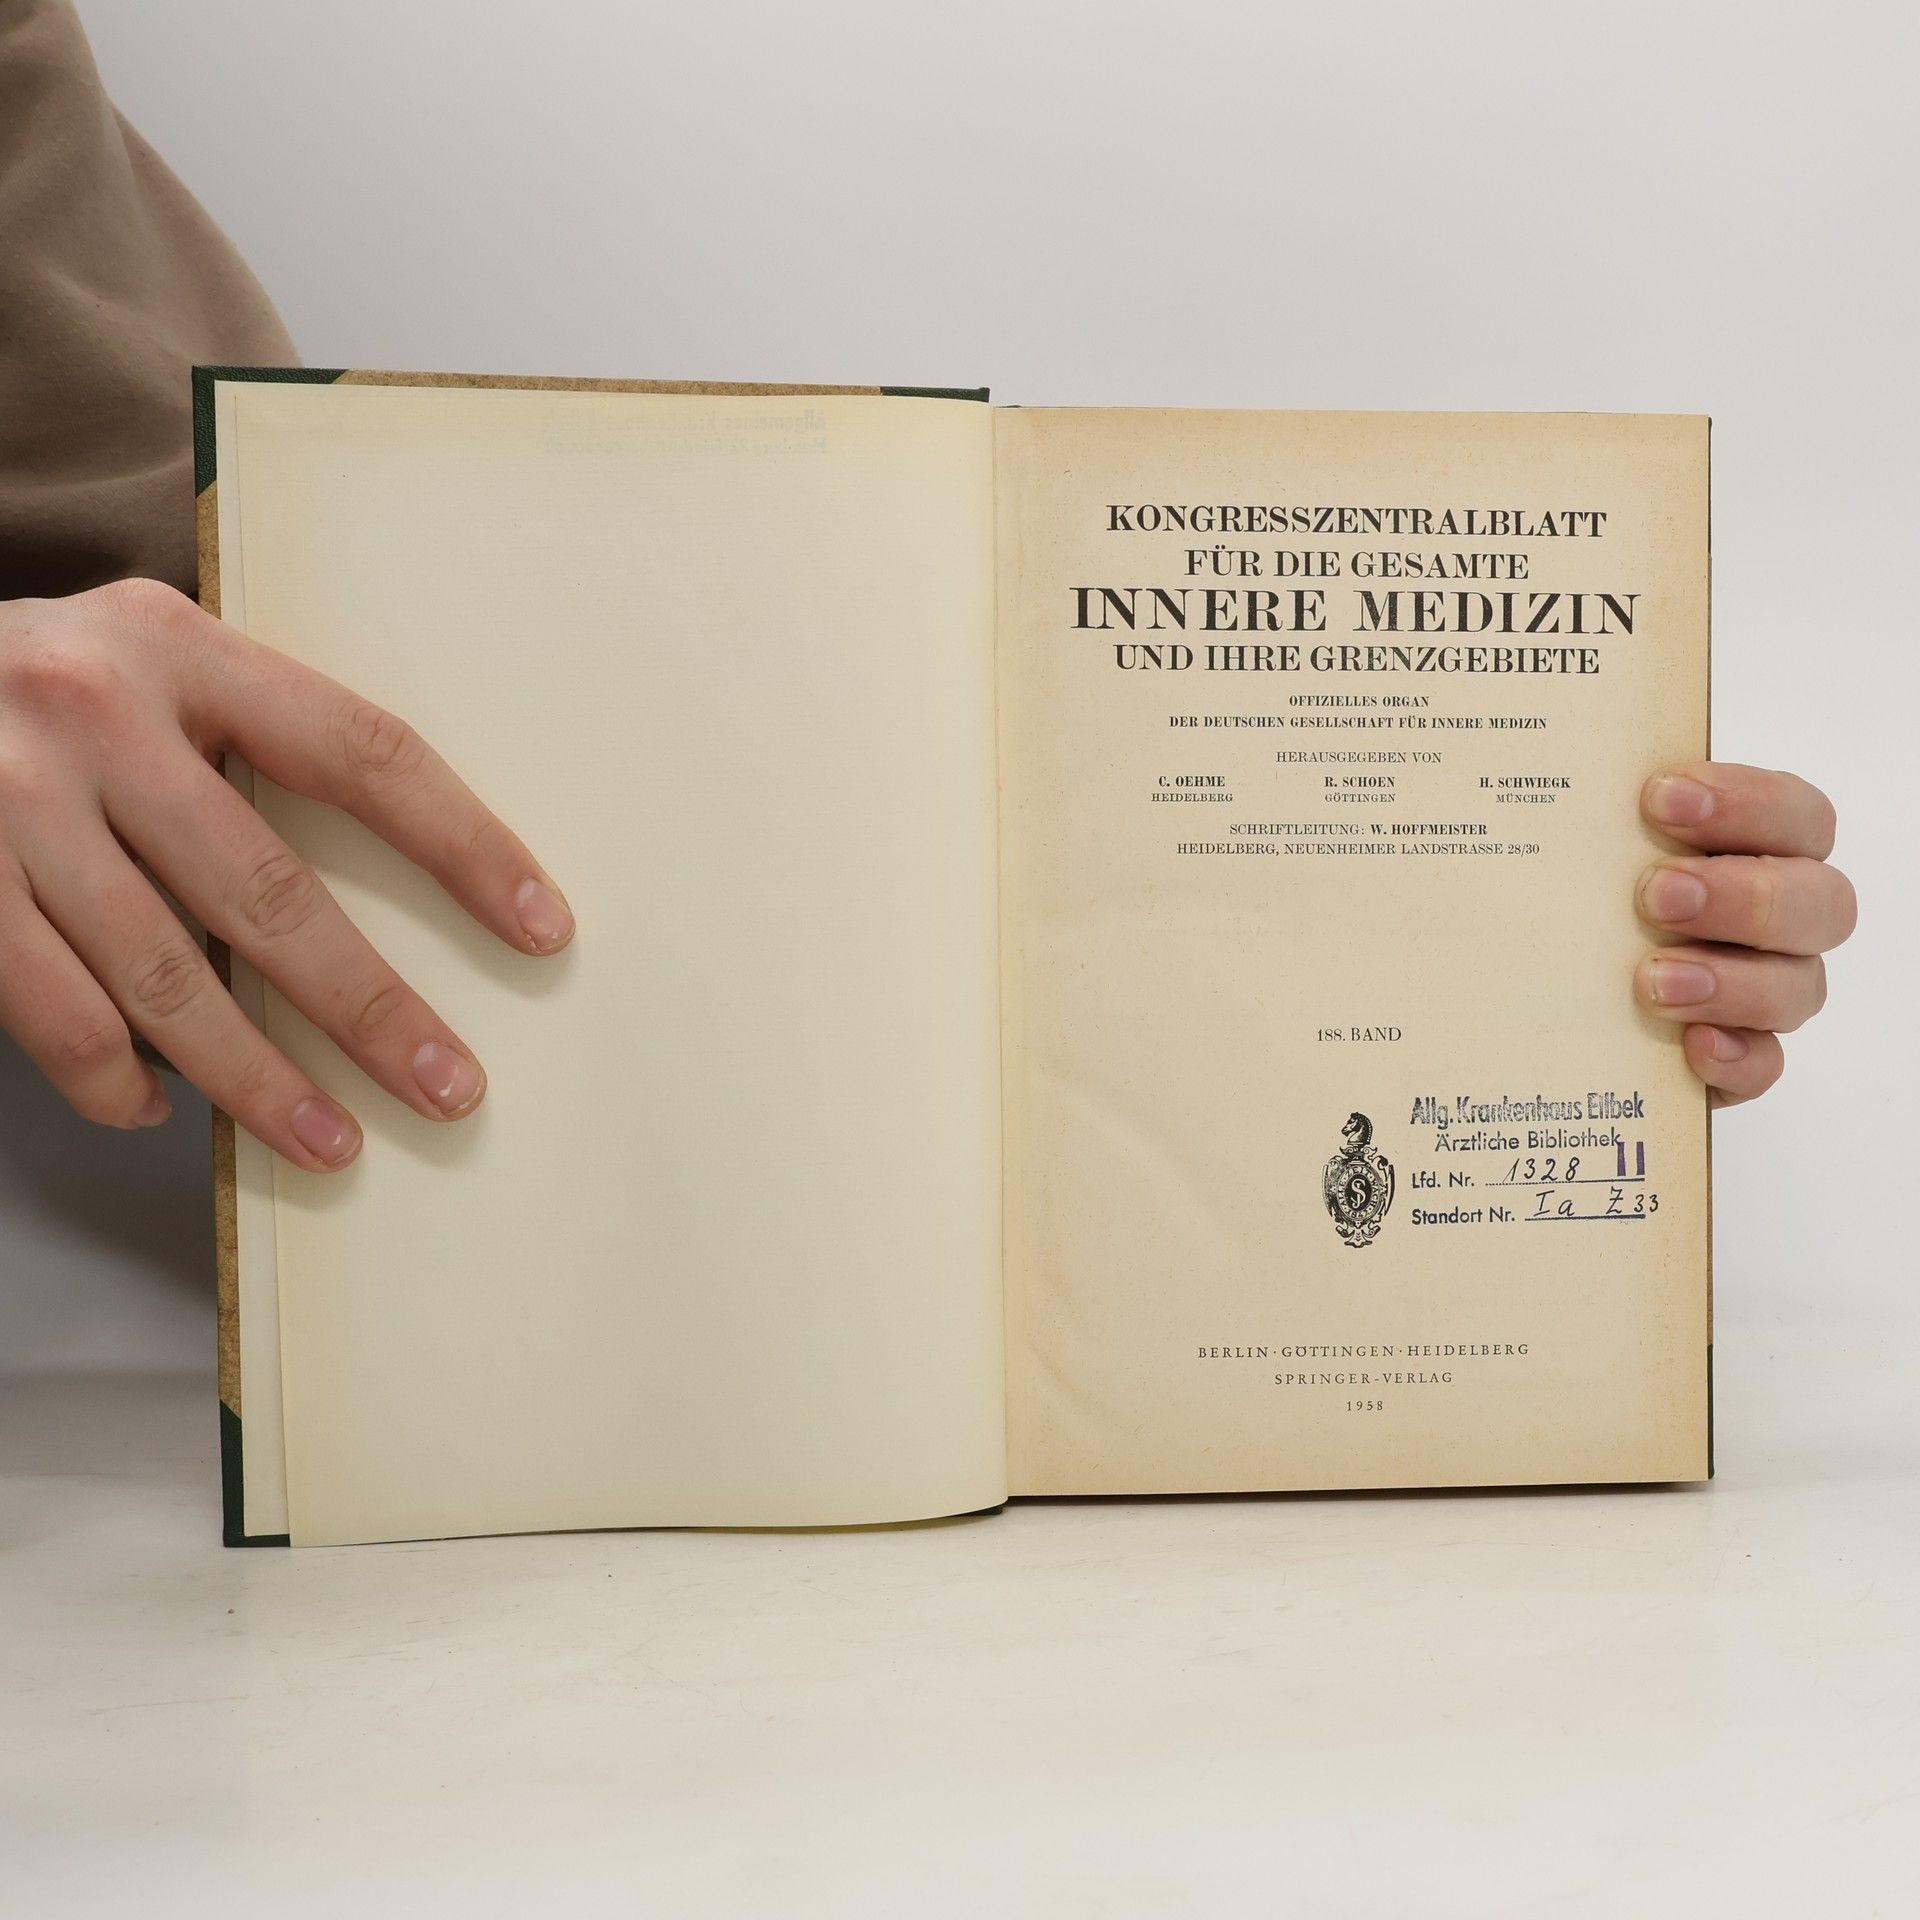 KONGRESSZENTRALBLATT
FÜR DIE GESAMTE
INNERE MEDIZIN
UND IHRE GRENZGEBIETE
OFFIZIELLES ORGAN
DER DEUTSCHEN GESELLSCHAFT FÜR INNERE MEDIZIN
HERAUSGEGEBEN VON
C. OEHME R. SCHOEN H. SCHWIEGK
HEIDELBERG GÖTTINGEN MÜNCHEN
SCHRIFTLEITUNG: W. HOFFMEISTER
HEIDELBERG, NEUENHEIMER LANDSTRASSE 28/30
188. BAND
Allg. Krankenhaus Eilbek
Ärztliche Bibliothek
II
Lfd. Nr. 1328
Standort Nr. Ia Z 33
BERLIN · GÖTTINGEN · HEIDELBERG
SPRINGER-VERLAG
1958